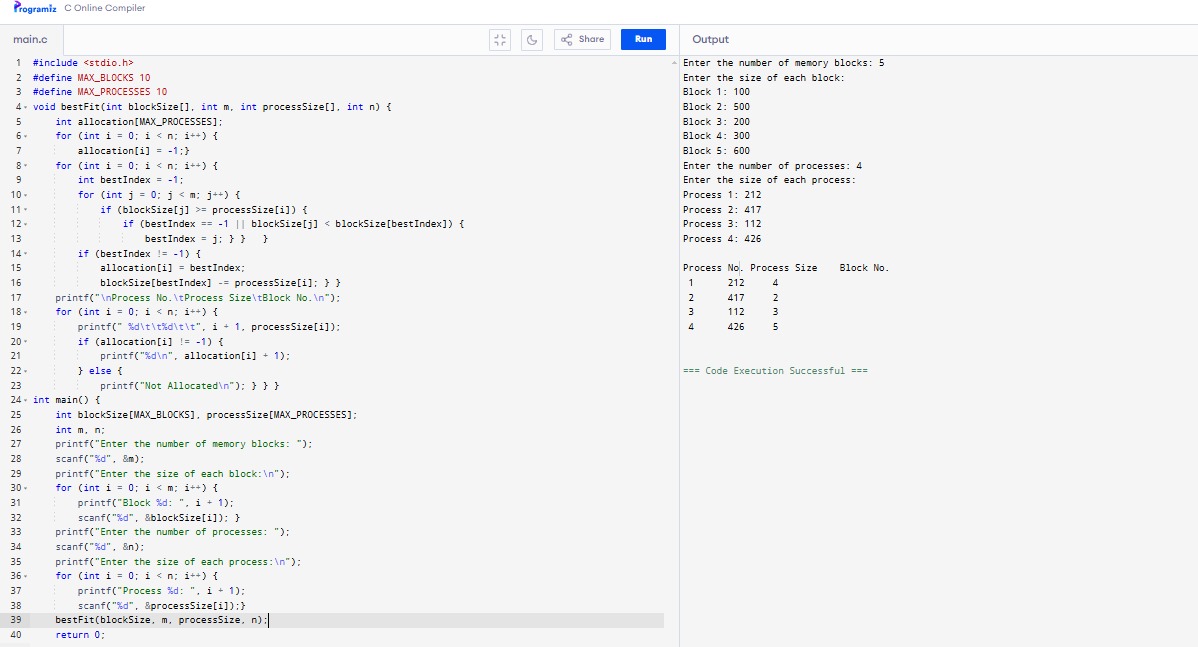 Programiz C Online Compiler
main.c
Share
Run
Output
1 #include <stdio.h>
2 #define MAX_BLOCKS 10
3 #define MAX_PROCESSES 10
4 void bestFit(int blockSize[], int m, int processSize[], int n) {
5     int allocation[MAX_PROCESSES];
6     for (int i = 0; i < n; i++) {
7         allocation[i] = -1;}
8     for (int i = 0; i < n; i++) {
9         int bestIndex = -1;
10         for (int j = 0; j < m; j++) {
11             if (blockSize[j] >= processSize[i]) {
12                 if (bestIndex == -1 || blockSize[j] < blockSize[bestIndex]) {
13                     bestIndex = j; } }   }
14         if (bestIndex != -1) {
15             allocation[i] = bestIndex;
16             blockSize[bestIndex] -= processSize[i]; } }
17     printf("\nProcess No.\tProcess Size\tBlock No.\n");
18     for (int i = 0; i < n; i++) {
19         printf(" %d\t\t%d\t\t", i + 1, processSize[i]);
20         if (allocation[i] != -1) {
21             printf("%d\n", allocation[i] + 1);
22         } else {
23             printf("Not Allocated\n"); } } }
24 int main() {
25     int blockSize[MAX_BLOCKS], processSize[MAX_PROCESSES];
26     int m, n;
27     printf("Enter the number of memory blocks: ");
28     scanf("%d", &m);
29     printf("Enter the size of each block:\n");
30     for (int i = 0; i < m; i++) {
31         printf("Block %d: ", i + 1);
32         scanf("%d", &blockSize[i]); }
33     printf("Enter the number of processes: ");
34     scanf("%d", &n);
35     printf("Enter the size of each process:\n");
36     for (int i = 0; i < n; i++) {
37         printf("Process %d: ", i + 1);
38         scanf("%d", &processSize[i]);}
39     bestFit(blockSize, m, processSize, n);
40     return 0;
Enter the number of memory blocks: 5
Enter the size of each block:
Block 1: 100
Block 2: 500
Block 3: 200
Block 4: 300
Block 5: 600
Enter the number of processes: 4
Enter the size of each process:
Process 1: 212
Process 2: 417
Process 3: 112
Process 4: 426
Process No. Process Size    Block No.
1      212     4
2      417     2
3      112     3
4      426     5
=== Code Execution Successful ===